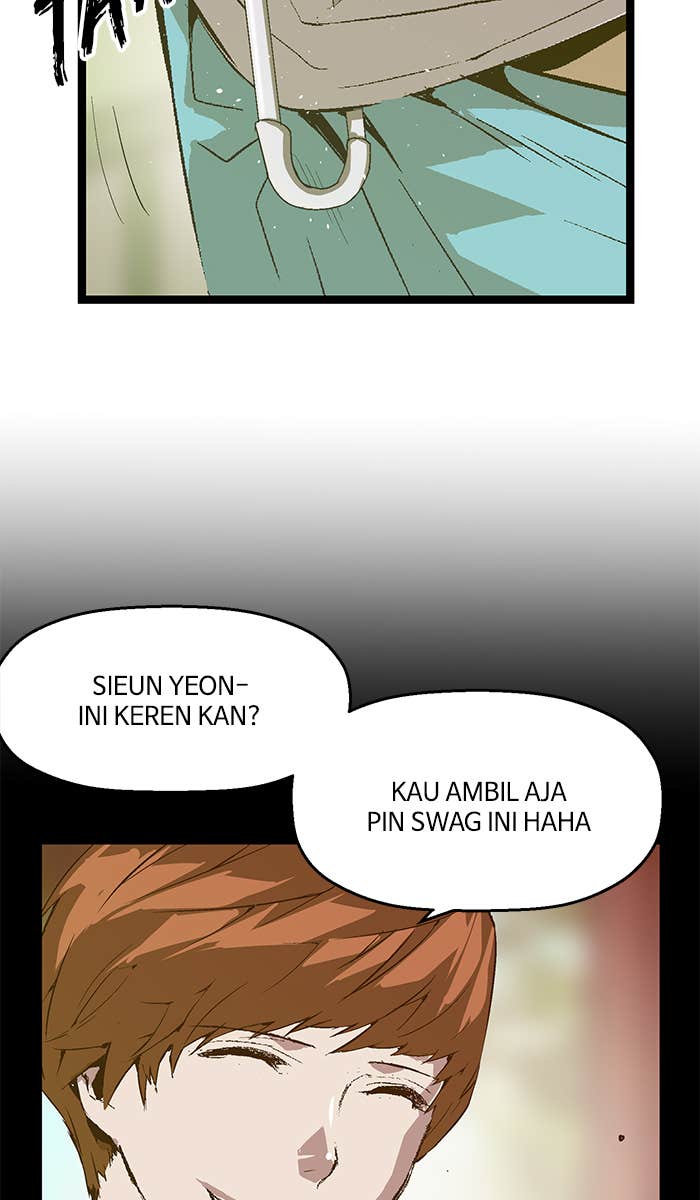 SIEUN YEON-
INI KEREN KAN?
KAU AMBIL AJA
PIN SWAG INI HAHA